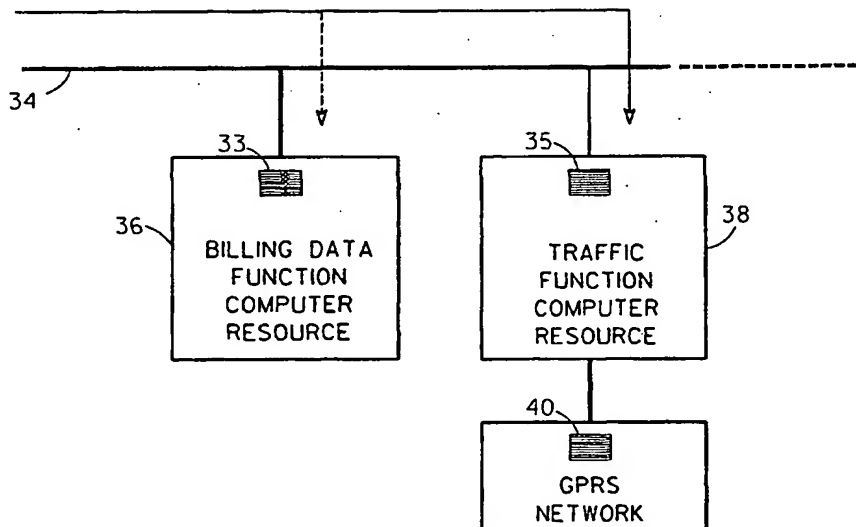 34
33
35
36
38
BILLING DATA
FUNCTION
COMPUTER
RESOURCE
TRAFFIC
FUNCTION
COMPUTER
RESOURCE
40
GPRS
NETWORK